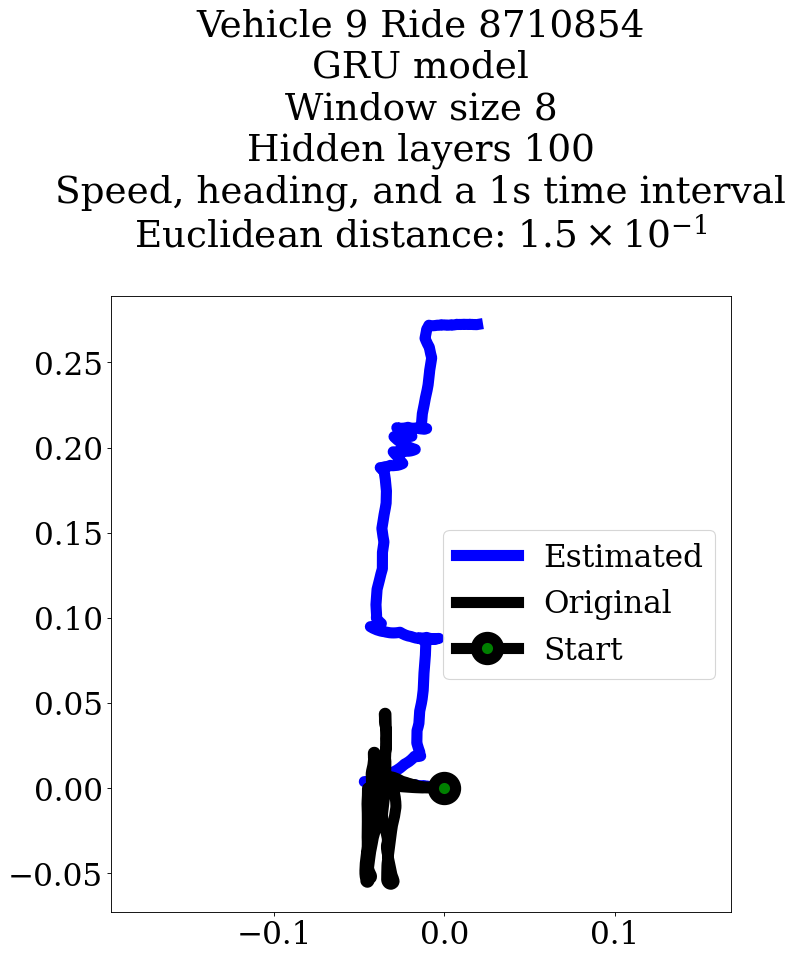 Vehicle 9 Ride 8710854
GRU model
Window size 8
Hidden layers 100
Speed, heading, and a 1s time interval
Euclidean distance: 1.5 × 10⁻¹
0.25
0.20
0.15
0.10
0.05
0.00
−0.05
Estimated
Original
Start
−0.1
0.0
0.1